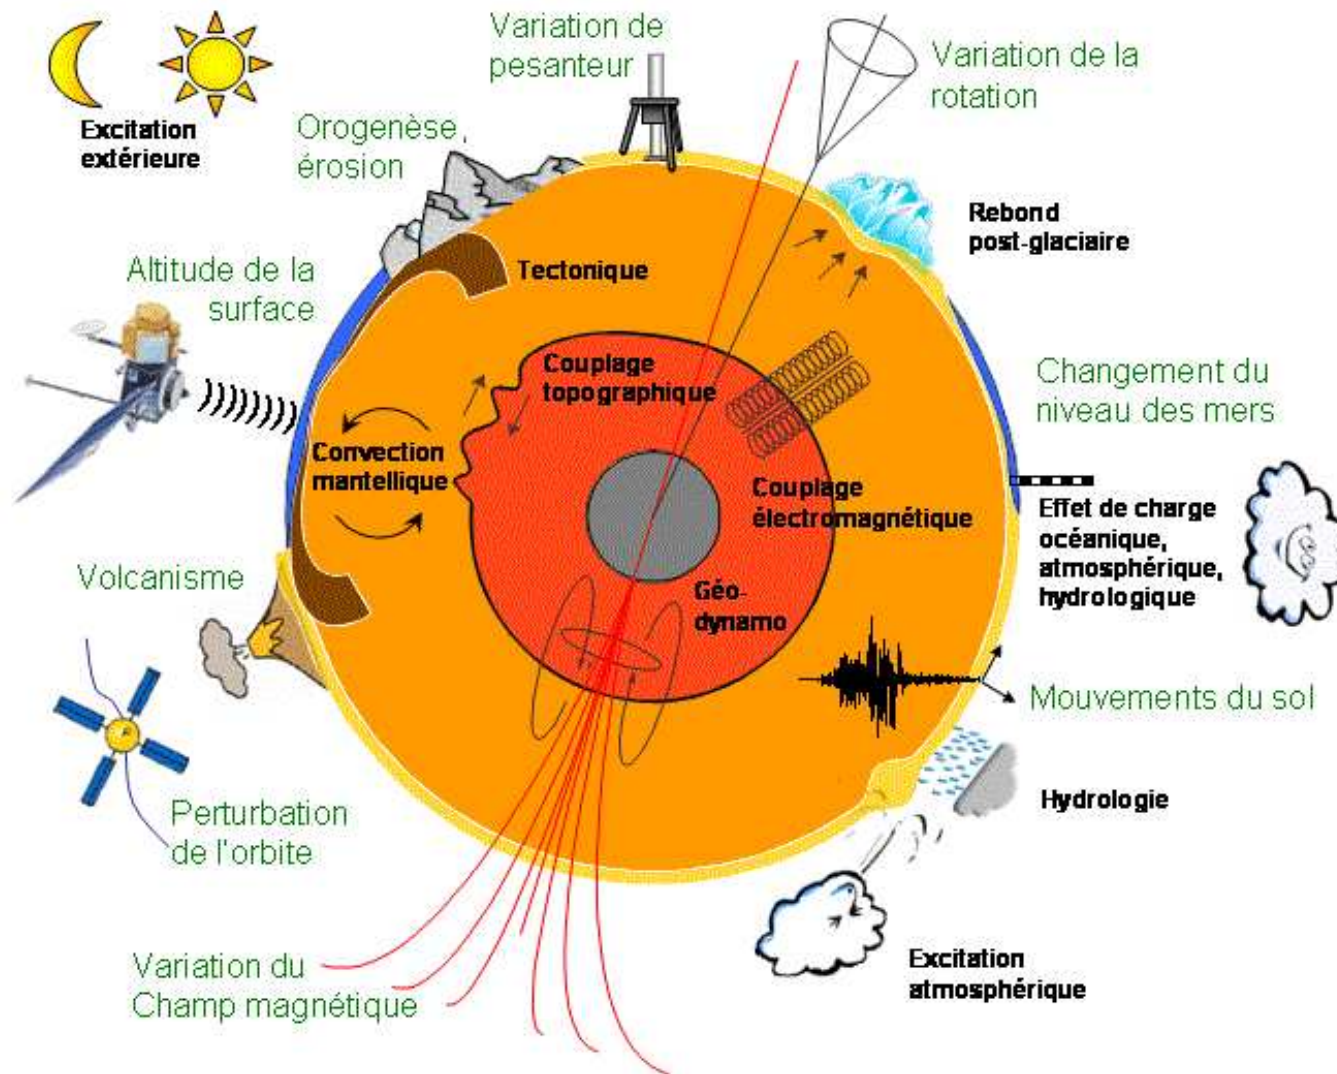 Variation de
pesanteur
Variation de la
rotation
Excitation
extérieure
Orogenèse,
érosion
Rebond
post-glaciaire
Altitude de la
surface
Tectonique
Couplage
topographique
Changement du
niveau des mers
Convection
mantellique
Couplage
électromagnétique
Effet de charge
océanique,
atmosphérique,
hydrologique
Volcanisme
Géo-
dynamo
Mouvements du sol
Hydrologie
Perturbation
de l'orbite
Variation du
Champ magnétique
Excitation
atmosphérique